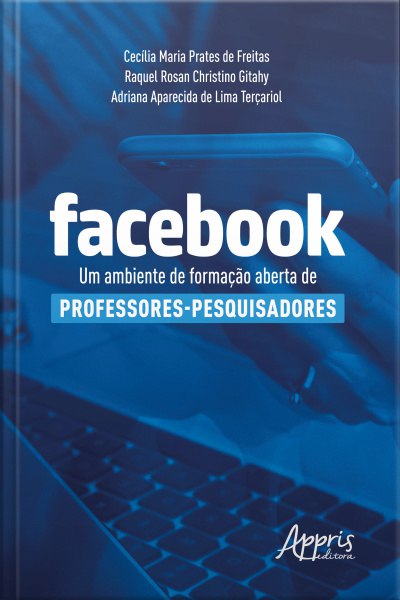 Cecília Maria Prates de Freitas
Raquel Rosan Christino Gitahy
Adriana Aparecida de Lima Terçariol
facebook
Um ambiente de formação aberta de
PROFESSORES-PESQUISADORES
Appris
editora